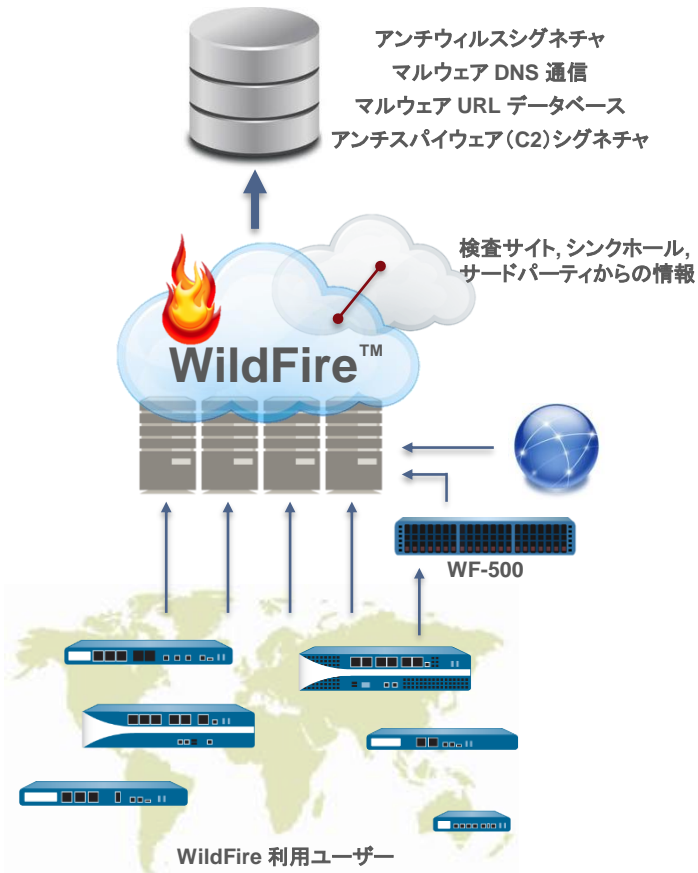 アンチウィルスシグネチャ
マルウェア DNS 通信
マルウェア URL データベース
アンチスパイウェア（C2）シグネチャ
検査サイト, シンクホール,
サードパーティからの情報
WildFire™
WF-500
WildFire 利用ユーザー